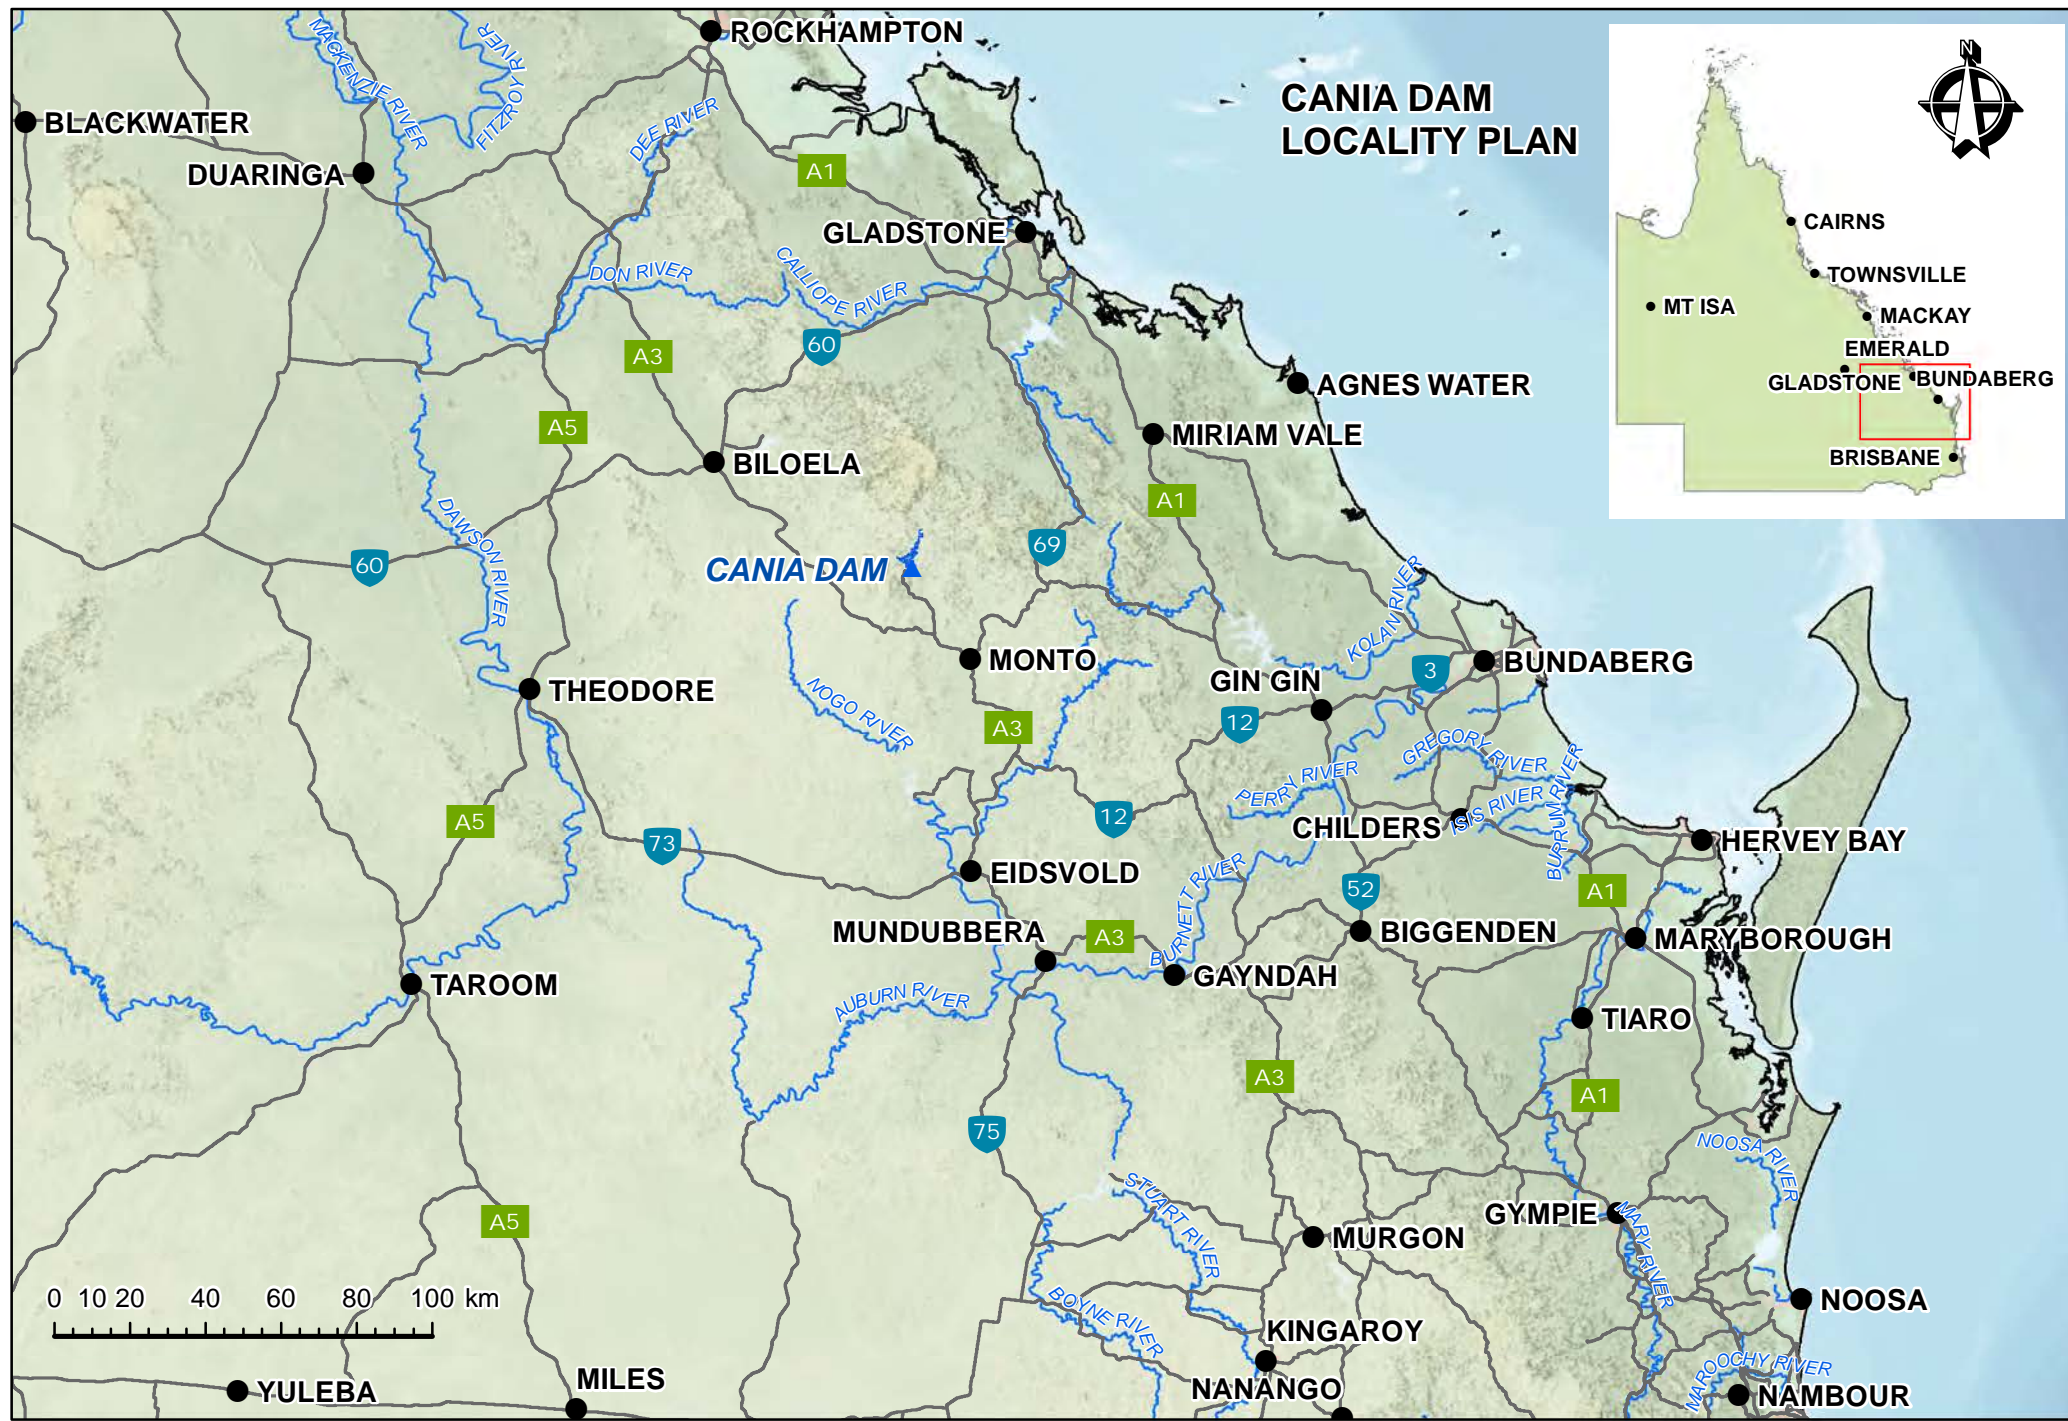 ROCKHAMPTON
MACKENZIE RIVER
FITZROY RIVER
CANIA DAM
LOCALITY PLAN
N
BLACKWATER
DEE RIVER
DUARINGA
A1
GLADSTONE
CAIRNS
TOWNSVILLE
MT ISA
MACKAY
EMERALD
GLADSTONE
BUNDABERG
BRISBANE
DON RIVER
CALLIOPE RIVER
A3
60
AGNES WATER
A5
MIRIAM VALE
BILOELA
A1
DAWSON RIVER
60
CANIA DAM
69
KOLAN RIVER
MONTO
THEODORE
NOGO RIVER
GIN GIN
3
BUNDABERG
A3
12
GREGORY RIVER
PERRY RIVER
A5
73
12
CHILDERS
ISIS RIVER
BURRUM RIVER
HERVEY BAY
EIDSVOLD
BURNETT RIVER
52
A1
MUNDUBBERA
A3
BIGGENDEN
MARYBOROUGH
TAROOM
AUBURN RIVER
GAYNDAH
TIARO
A3
A1
75
NOOSA RIVER
STUART RIVER
GYMPIE
MARY RIVER
A5
MURGON
0 10 20 40 60 80 100 km
BOYNE RIVER
NOOSA
KINGAROY
MAROOCHY RIVER
YULEBA
MILES
NANANGO
NAMBOUR